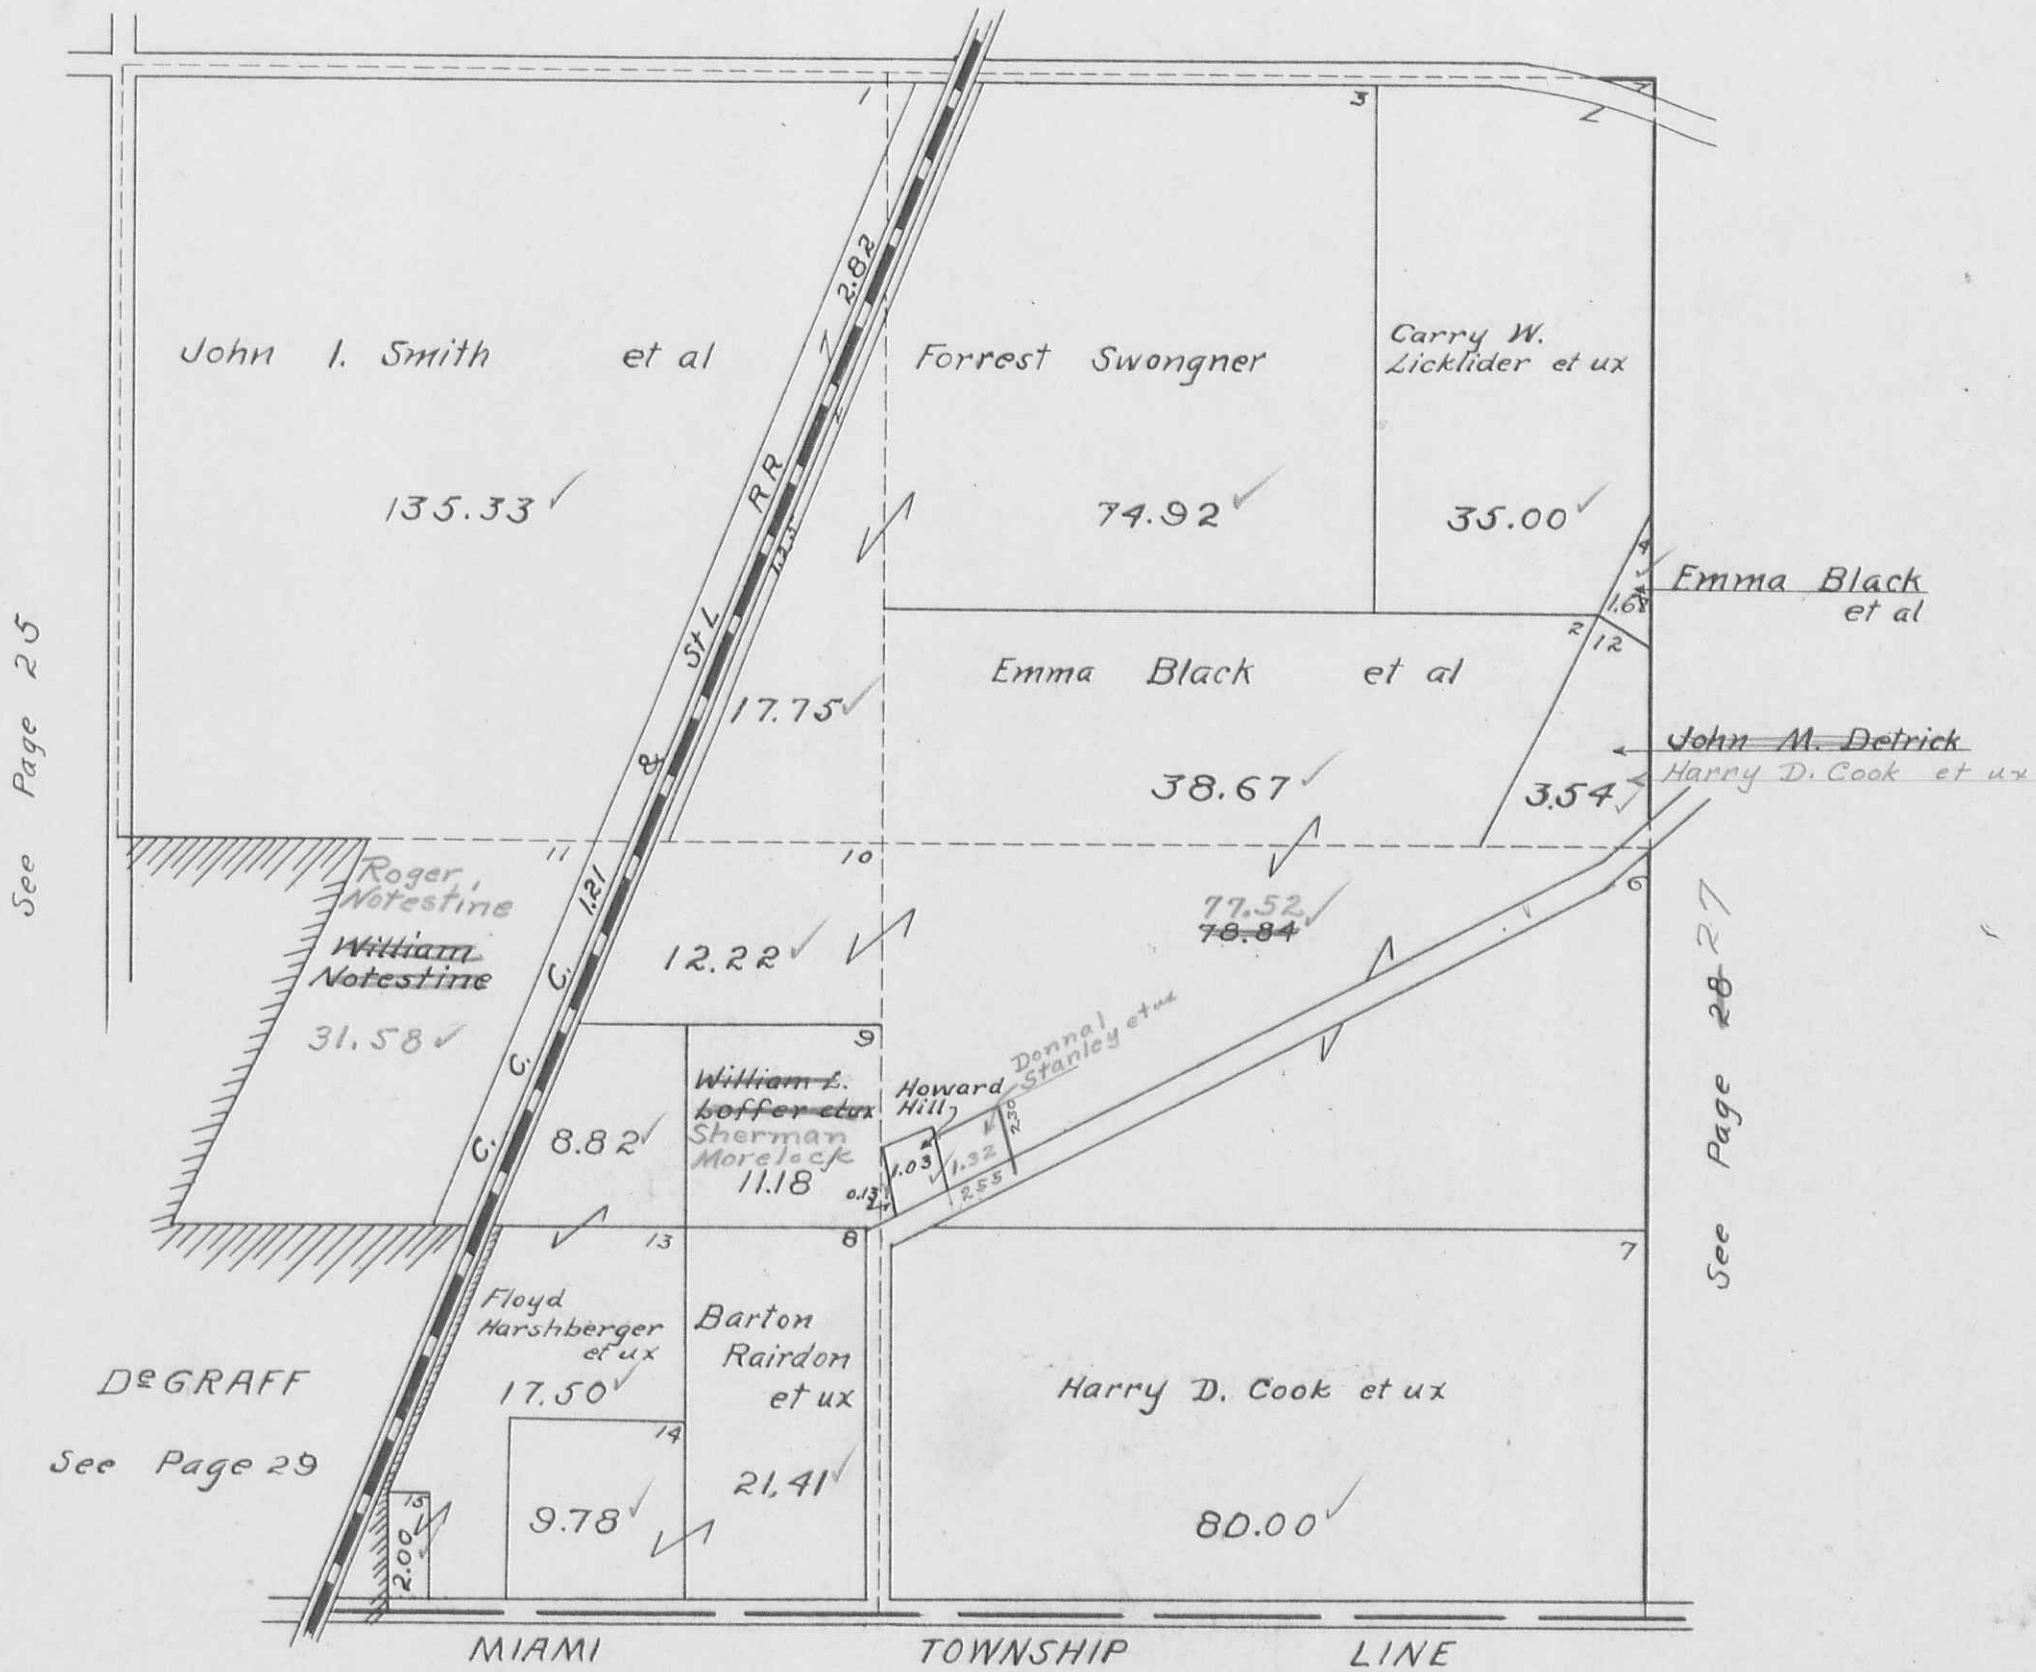 1
3
2.82
7
John I. Smith et al
Forrest Swongner
Carry W.
Licklider et ux
135.33
74.92
35.00
RR
4
1.68
Emma Black
et al
2
12
St L
&
17.75
Emma Black et al
38.67
3.54
John M. Detrick
Harry D. Cook et ux
See Page 25
11
10
6
Roger
Notestine
William
Notestine
31.58
1.21
12.22
77.52
78.84
See Page 28 27
C. C. C.
9
8.82
William L.
Loffer et ux
Sherman
Morelock
11.18
Howard
Hill
Donnal
Stanley et ux
1.03
1.32
230
255
0.13
13
8
7
Floyd
Harshberger
et ux
17.50
Barton
Rairdon
et ux
21.41
Harry D. Cook et ux
80.00
DeGRAFF
See Page 29
14
9.78
15
2.00
MIAMI TOWNSHIP LINE